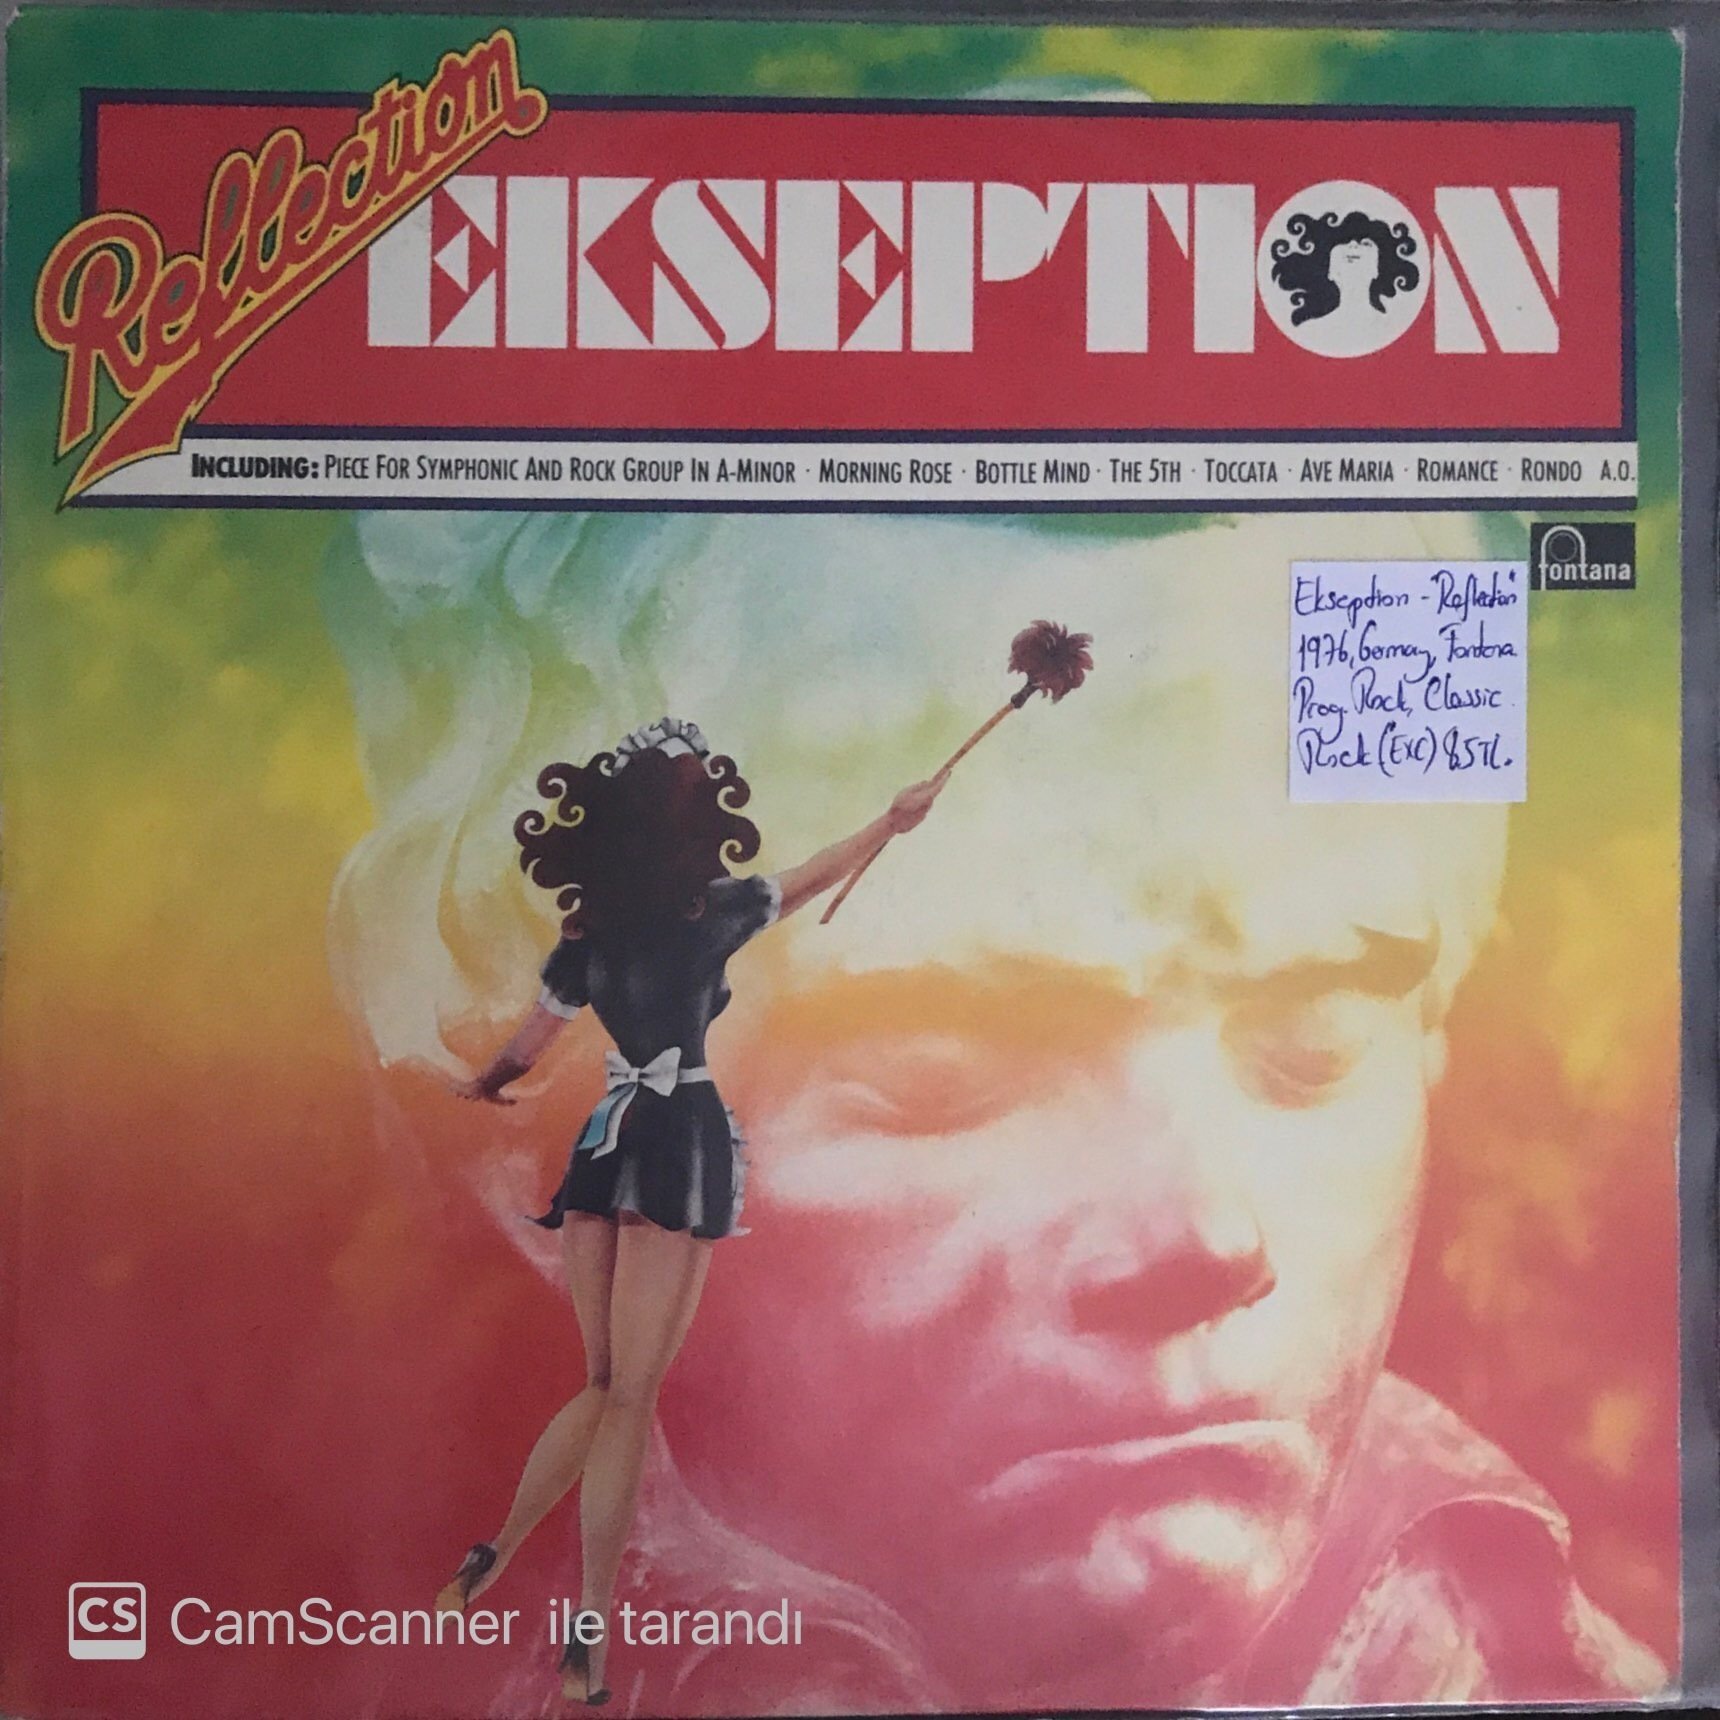 Reflection
EKSEPTION
INCLUDING: PIECE FOR SYMPHONIC AND ROCK GROUP IN A-MINOR · MORNING ROSE · BOTTLE MIND · THE 5TH · TOCCATA · AVE MARIA · ROMANCE · RONDO A.O.
fontana
Ekseption - "Reflection"
1976, Germany, Fontana
Prog. Rock, Classic
Rock (EXC) 85TL.
CS CamScanner ile tarandı